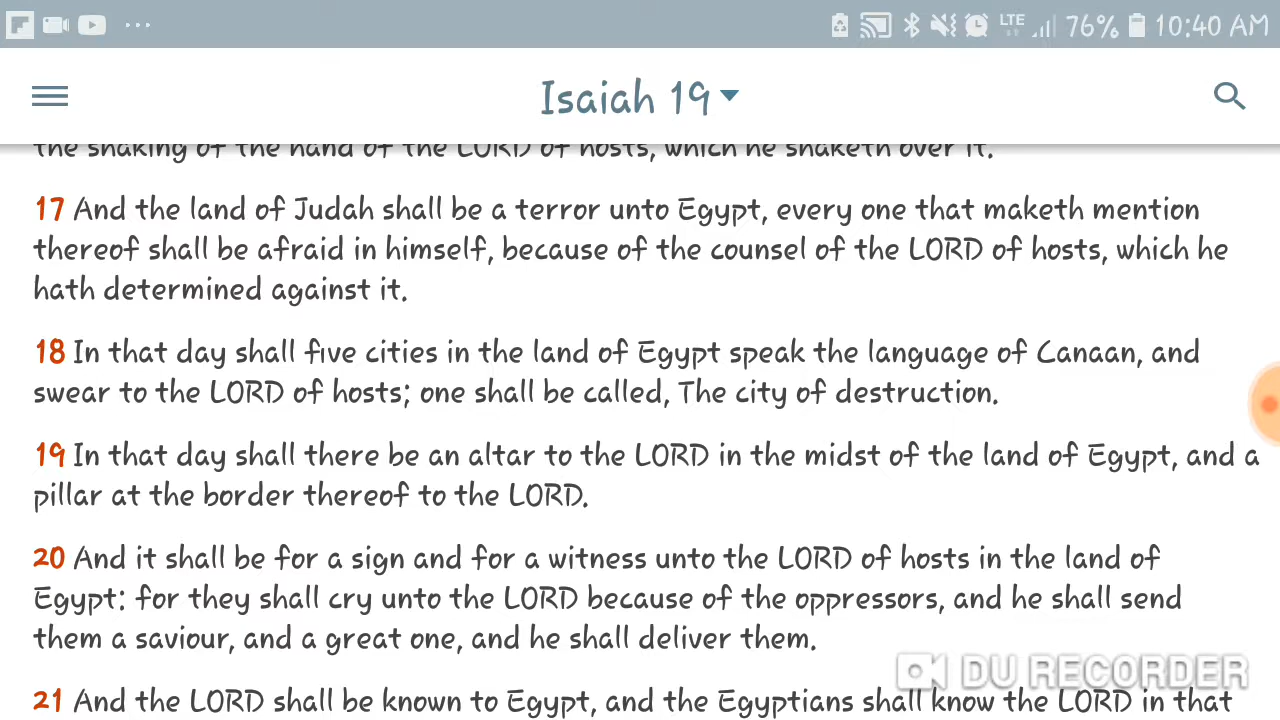 LTE 76% 10:40 AM
Isaiah 19
the shaking of the hand of the LORD of hosts, which he shaketh over it.
17 And the land of Judah shall be a terror unto Egypt, every one that maketh mention
thereof shall be afraid in himself, because of the counsel of the LORD of hosts, which he
hath determined against it.
18 In that day shall five cities in the land of Egypt speak the language of Canaan, and
swear to the LORD of hosts; one shall be called, The city of destruction.
19 In that day shall there be an altar to the LORD in the midst of the land of Egypt, and a
pillar at the border thereof to the LORD.
20 And it shall be for a sign and for a witness unto the LORD of hosts in the land of
Egypt: for they shall cry unto the LORD because of the oppressors, and he shall send
them a saviour, and a great one, and he shall deliver them.
DU RECORDER
21 And the LORD shall be known to Egypt, and the Egyptians shall know the LORD in that